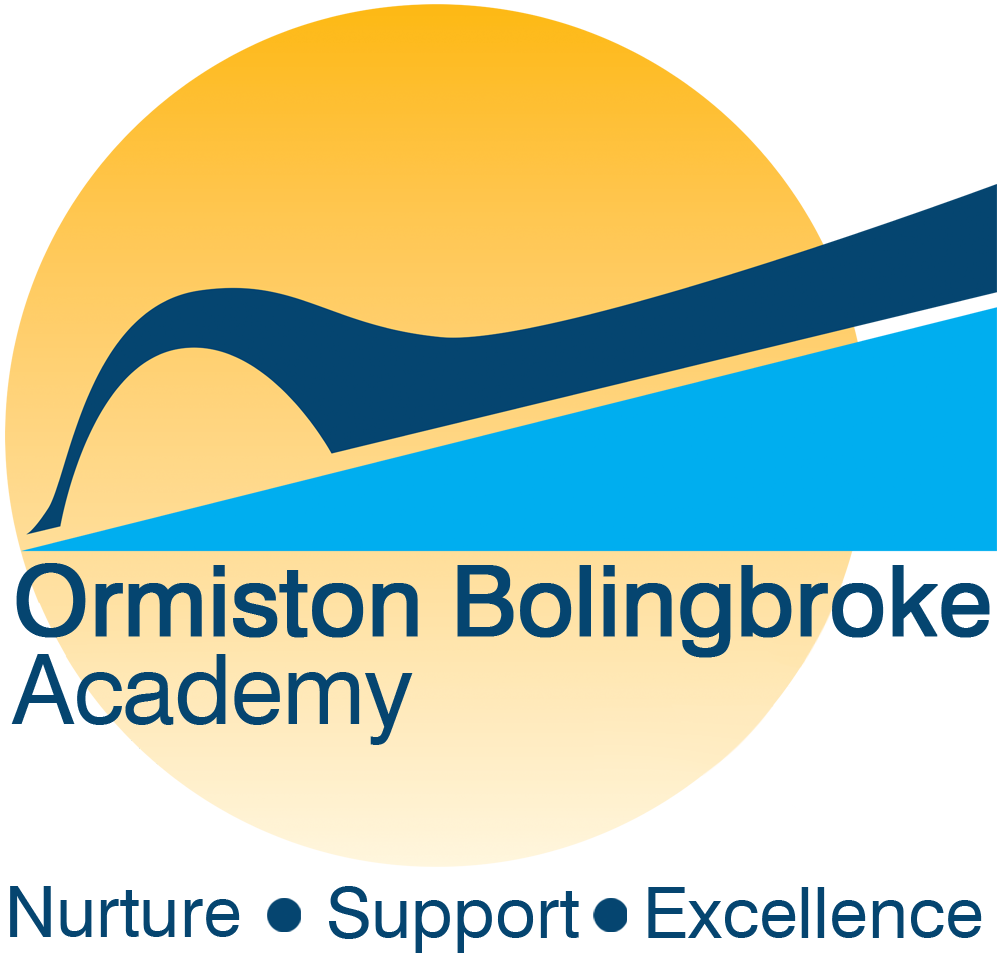 Ormiston Bolingbroke
Academy
Nurture • Support • Excellence